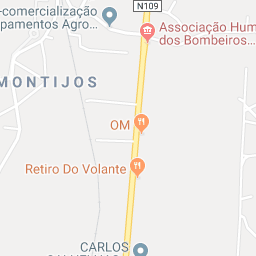 N109
-comercialização
pamentos Agro...
Associação Hum
dos Bombeiros...
MONTIJOS
OM
Retiro Do Volante
CARLOS